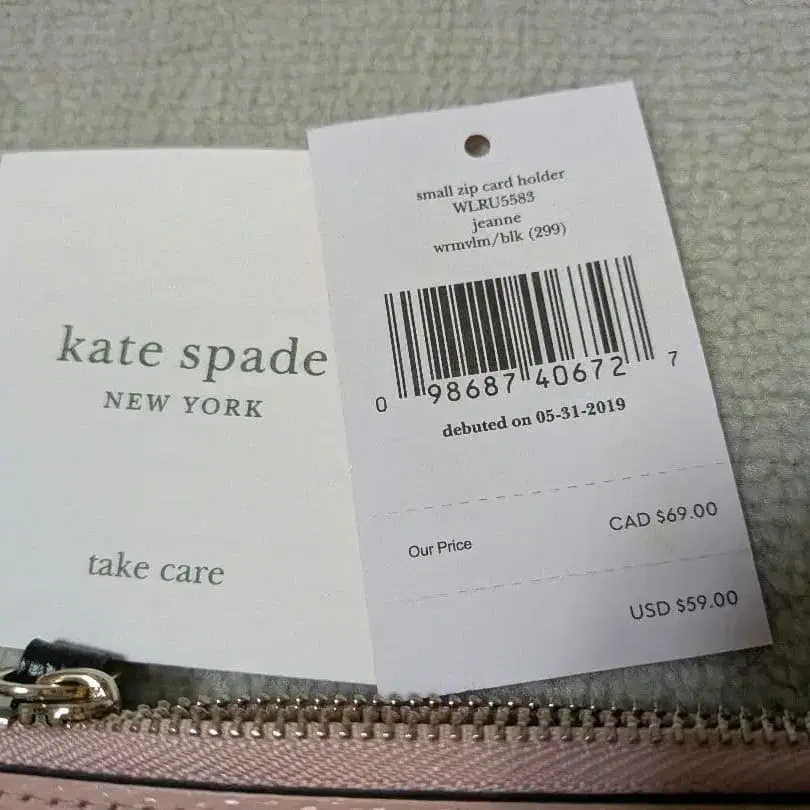 kate spade
NEW YORK
take care
small zip card holder
WLRU5583
jeanne
wrmvlm/blk (299)
0 98687 40672 7
debuted on 05-31-2019
CAD $69.00
Our Price
USD $59.00